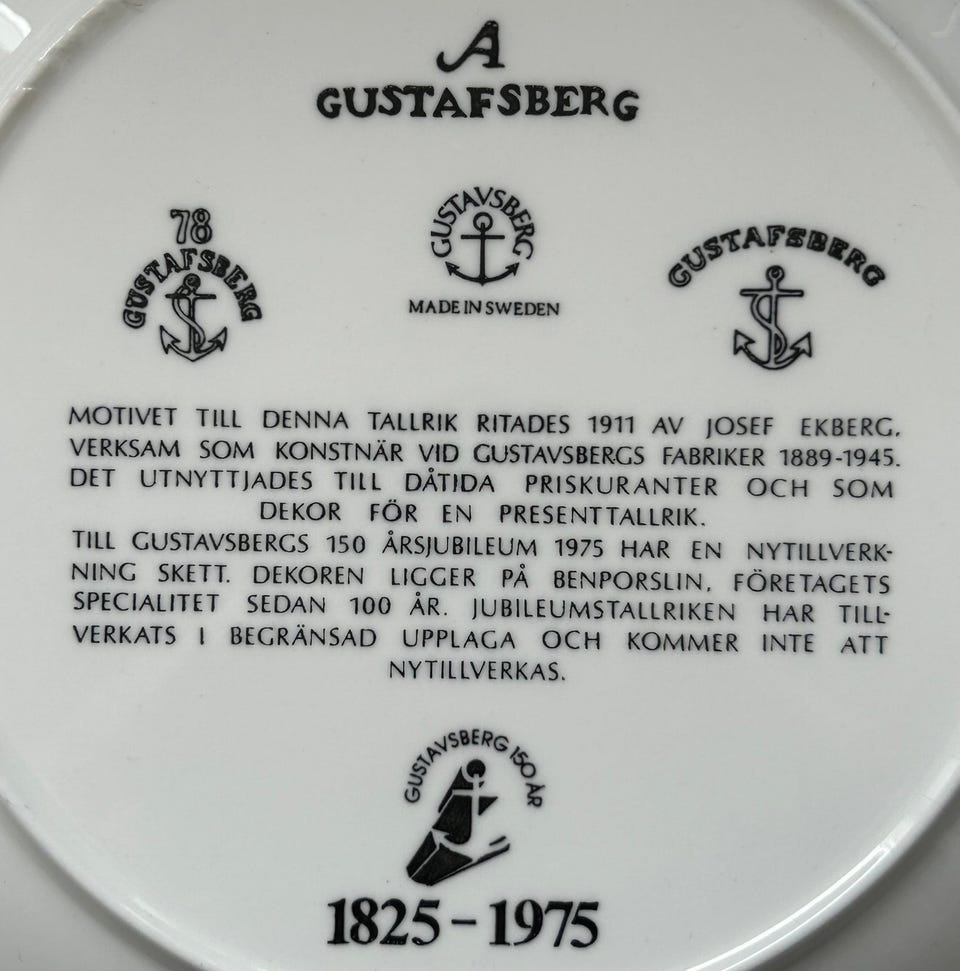 A
GUSTAFSBERG
78
GUSTAFSBERG
GUSTAVSBERG
MADE IN SWEDEN
GUSTAFSBERG
MOTIVET TILL DENNA TALLRIK RITADES 1911 AV JOSEF EKBERG,
VERKSAM SOM KONSTNÄR VID GUSTAVSBERGS FABRIKER 1889-1945.
DET UTNYTTJADES TILL DÅTIDA PRISKURANTER OCH SOM
DEKOR FÖR EN PRESENTTALLRIK.
TILL GUSTAVSBERGS 150 ÅRSJUBILEUM 1975 HAR EN NYTILLVERK-
NING SKETT. DEKOREN LIGGER PÅ BENPORSLIN, FÖRETAGETS
SPECIALITET SEDAN 100 ÅR. JUBILEUMSTALLRIKEN HAR TILL-
VERKATS I BEGRÄNSAD UPPLAGA OCH KOMMER INTE ATT
NYTILLVERKAS.
GUSTAVSBERG 150 ÅR
1825-1975